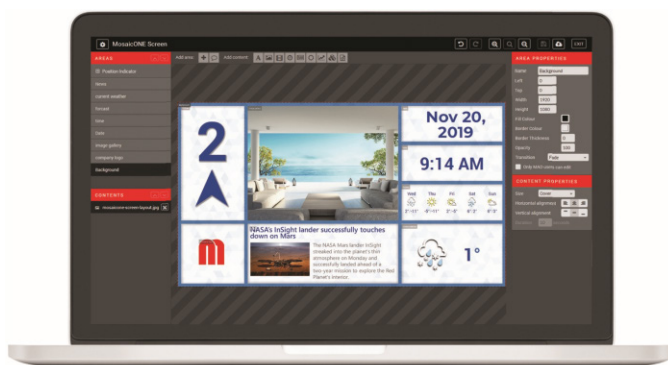 MosaicONE Screen
EXIT
AREAS
Add area:
Add content:
Position Indicator
News
current weather
forcast
time
Date
image gallery
company logo
Background
CONTENTS
mosaicone-screen-layout.jpg
2
Nov 20,
2019
9:14 AM
Wed Thu Fri Sat Sun
m
NASA's InSight lander successfully touches
down on Mars
The NASA Mars lander InSight
streaked into the planet's thin
atmosphere on Monday and
successfully landed ahead of a
two-year mission to explore the Red
Planet's interior.
1°
AREA PROPERTIES
Name Background
Left 0
Top 0
Width
Height
Fill Colour
Border Colour
Border Thickness 0
Opacity 100
Transition Fade
CONTENT PROPERTIES
Size Cover
Horizontal alignment
Vertical alignment